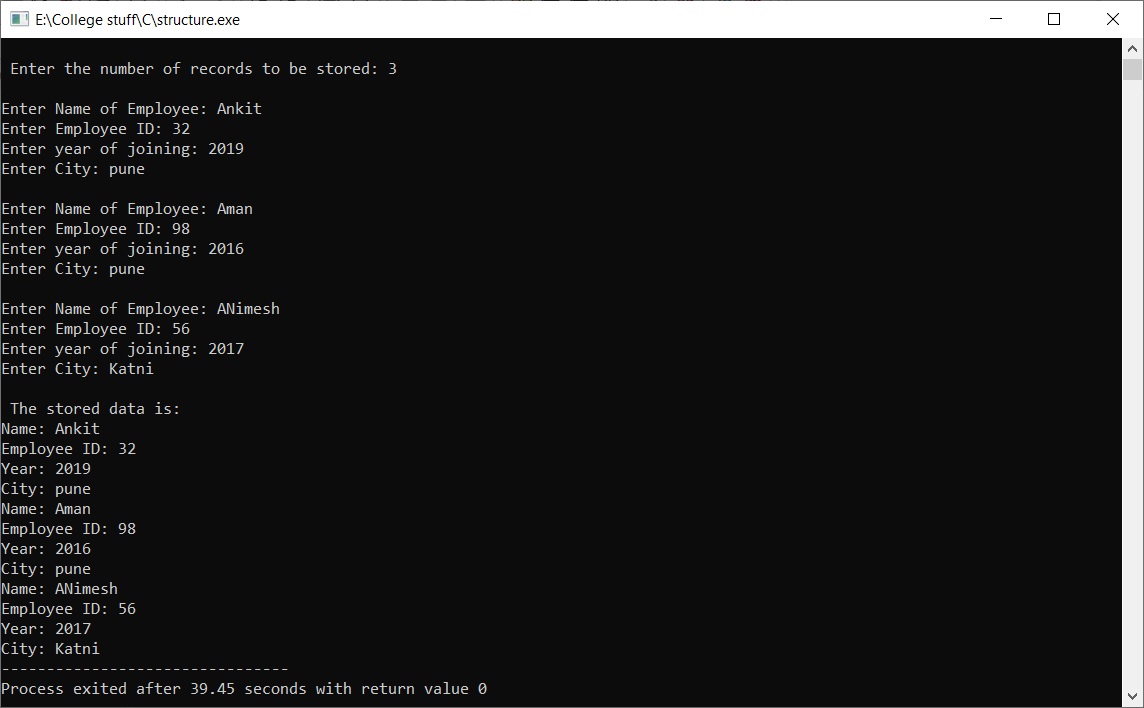 E:\College stuff\C\structure.exe
Enter the number of records to be stored: 3
Enter Name of Employee: Ankit
Enter Employee ID: 32
Enter year of joining: 2019
Enter City: pune
Enter Name of Employee: Aman
Enter Employee ID: 98
Enter year of joining: 2016
Enter City: pune
Enter Name of Employee: ANimesh
Enter Employee ID: 56
Enter year of joining: 2017
Enter City: Katni
The stored data is:
Name: Ankit
Employee ID: 32
Year: 2019
City: pune
Name: Aman
Employee ID: 98
Year: 2016
City: pune
Name: ANimesh
Employee ID: 56
Year: 2017
City: Katni
--------------------------------
Process exited after 39.45 seconds with return value 0